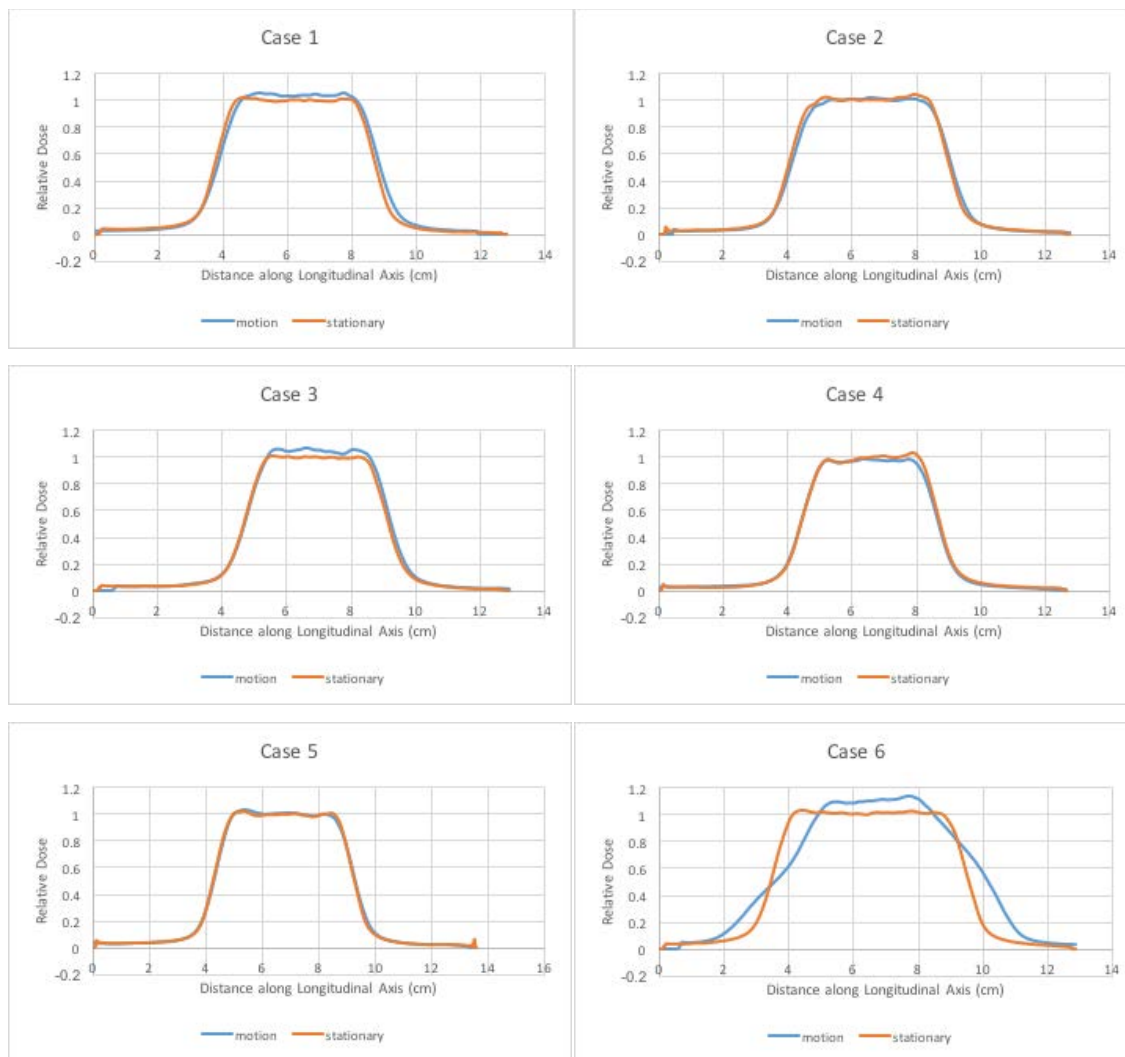 Case 1
1.2
1
0.8
0.6
0.4
0.2
0
-0.2
Relative Dose
0 2 4 6 8 10 12 14
Distance along Longitudinal Axis (cm)
motion stationary
Case 2
1.2
1
0.8
0.6
0.4
0.2
0
-0.2
Relative Dose
0 2 4 6 8 10 12 14
Distance along Longitudinal Axis (cm)
motion stationary
Case 3
1.2
1
0.8
0.6
0.4
0.2
0
-0.2
Relative Dose
0 2 4 6 8 10 12 14
Distance along Longitudinal Axis (cm)
motion stationary
Case 4
1.2
1
0.8
0.6
0.4
0.2
0
-0.2
Relative Dose
0 2 4 6 8 10 12 14
Distance along Longitudinal Axis (cm)
motion stationary
Case 5
1.2
1
0.8
0.6
0.4
0.2
0
-0.2
Relative Dose
0 2 4 6 8 10 12 14 16
Distance along Longitudinal Axis (cm)
motion stationary
Case 6
1.2
1
0.8
0.6
0.4
0.2
0
-0.2
Relative Dose
0 2 4 6 8 10 12 14
Distance along Longitudinal Axis (cm)
motion stationary